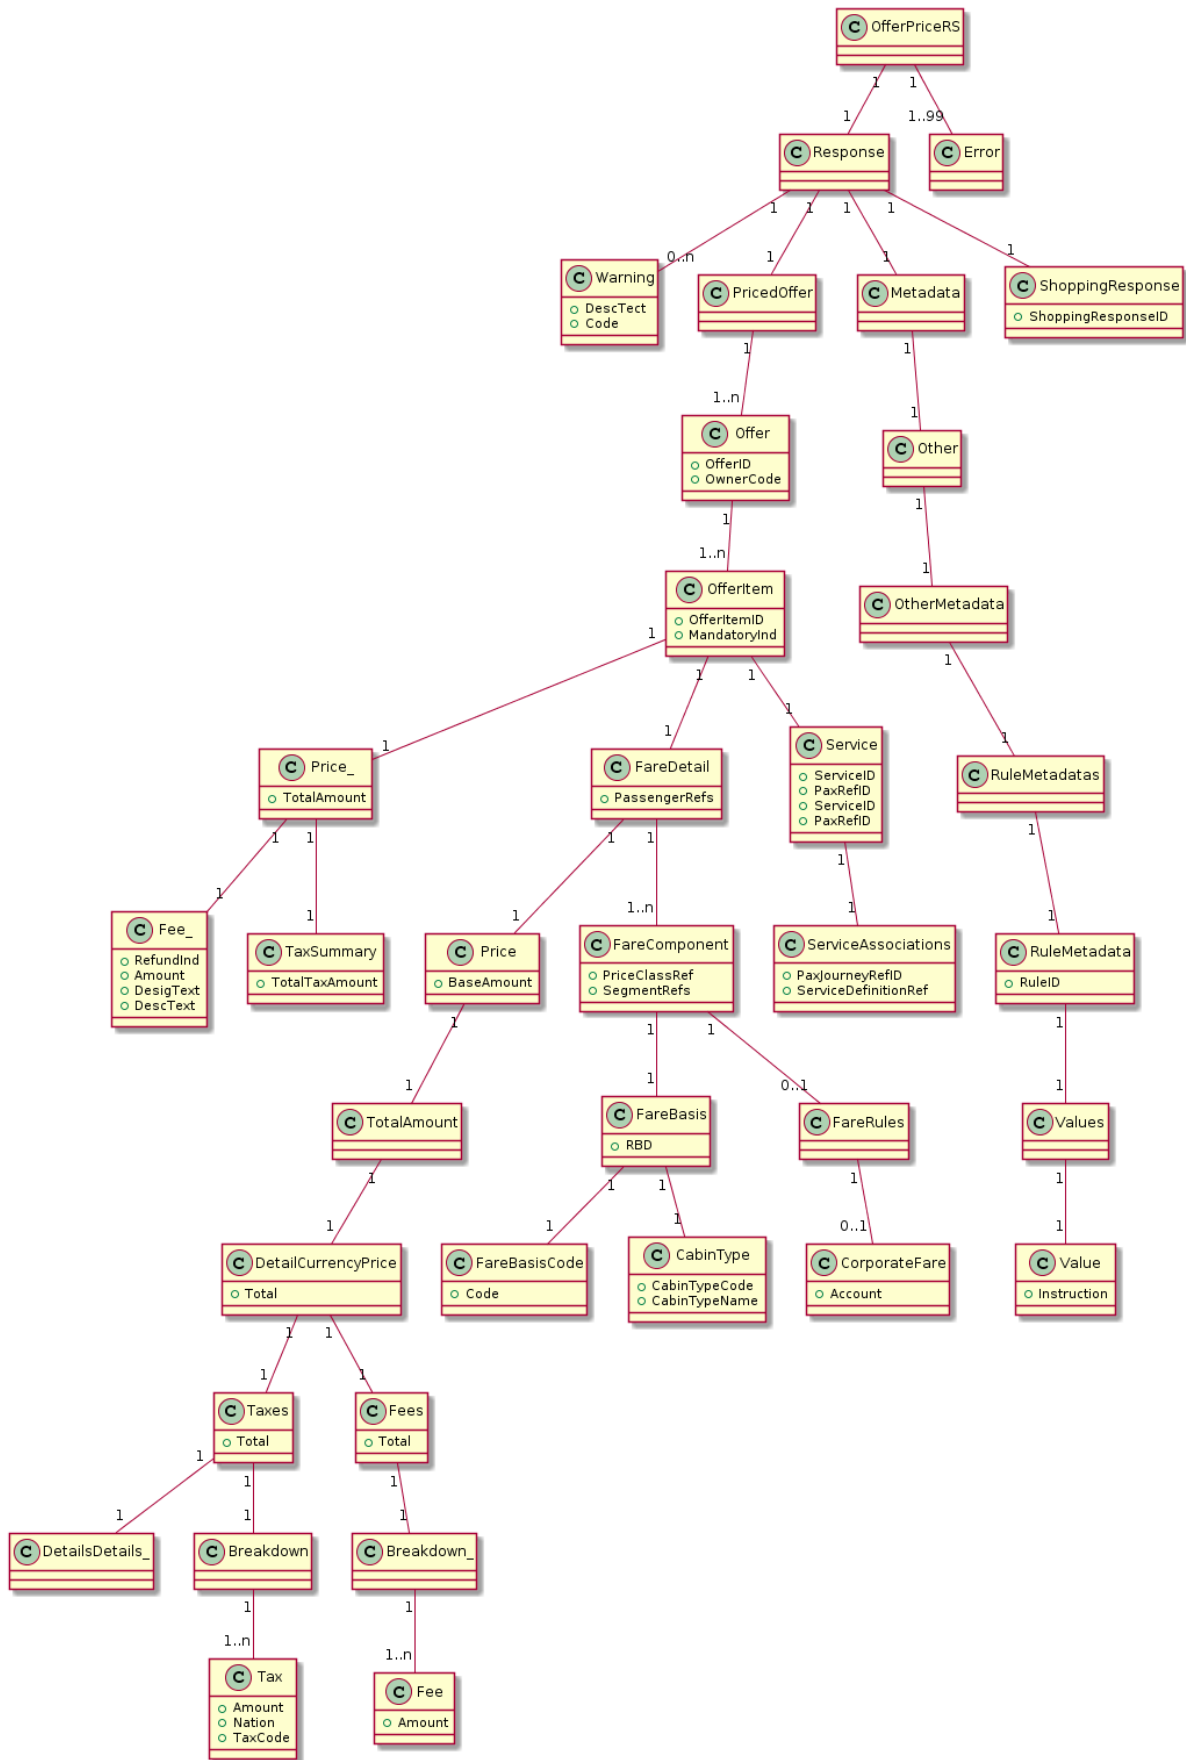 C OfferPriceRS
1 1
1 1..99
C Response
C Error
1 1 1 1
0..n 1 1 1
C Warning
DescTect
Code
C PricedOffer
C Metadata
C ShoppingResponse
ShoppingResponseID
1 1
1..n 1
C Offer
OfferID
OwnerCode
C Other
1 1
1..n 1
C OfferItem
OfferItemID
MandatoryInd
C OtherMetadata
1 1 1 1
1 1 1 1
C Price_
TotalAmount
C FareDetail
PassengerRefs
C Service
ServiceID
PaxRefID
ServiceID
PaxRefID
C RuleMetadatas
1 1 1 1 1 1
1 1 1 1..n 1 1
C Fee_
RefundInd
Amount
DesigText
DescText
C TaxSummary
TotalTaxAmount
C Price
BaseAmount
C FareComponent
PriceClassRef
SegmentRefs
C ServiceAssociations
PaxJourneyRefID
ServiceDefinitionRef
C RuleMetadata
RuleID
1 1 1 1
1 1 0..1 1
C TotalAmount
C FareBasis
RBD
C FareRules
C Values
1 1 1 1 1
1 1 1 0..1 1
C DetailCurrencyPrice
Total
C FareBasisCode
Code
C CabinType
CabinTypeCode
CabinTypeName
C CorporateFare
Account
C Value
Instruction
1 1
1 1
C Taxes
Total
C Fees
Total
1 1 1
1 1 1
C DetailsDetails_
C Breakdown
C Breakdown_
1 1
1..n 1..n
C Tax
Amount
Nation
TaxCode
C Fee
Amount